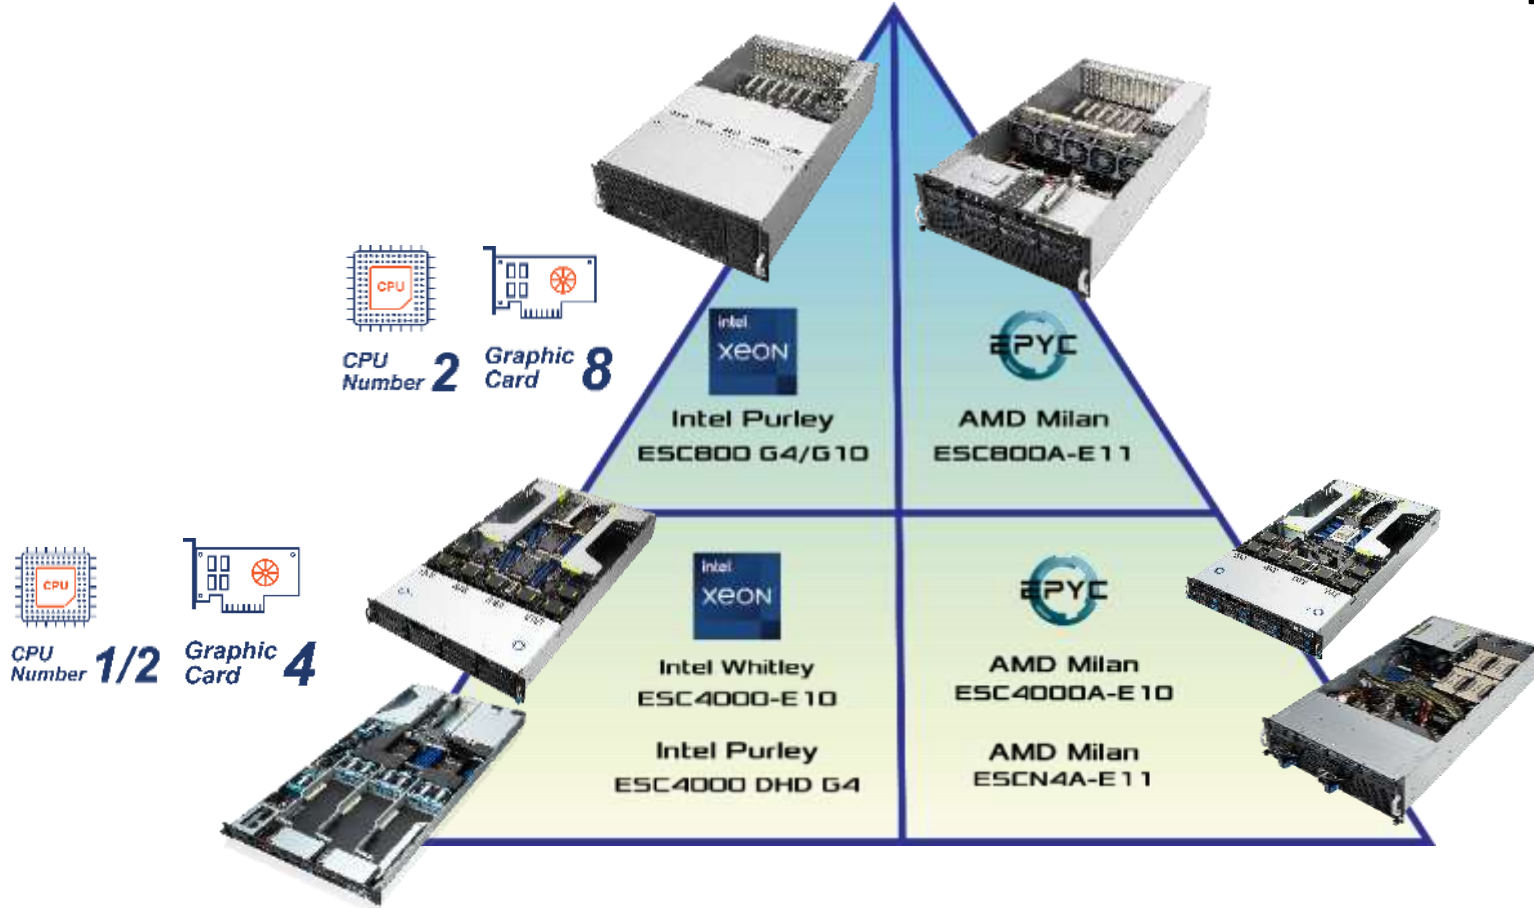 intel
xeon
EPYC
CPU
CPU
Number 2
Graphic
Card 8
Intel Purley
ESC800 G4/G10
AMD Milan
ESC800A-E11
intel
xeon
EPYC
CPU
CPU
Number 1/2
Graphic
Card 4
Intel Whitley
ESC4000-E10
AMD Milan
ESC4000A-E10
Intel Purley
ESC4000 DHD G4
AMD Milan
ESCN4A-E11